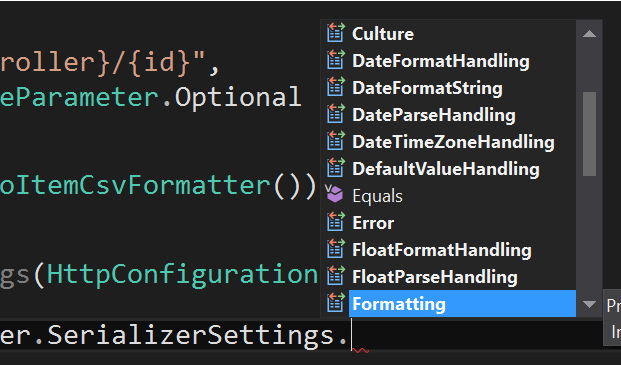 Culture
DateFormatHandling
roller}/{id}",
DateFormatString
eParameter.Optional
DateParseHandling
DateTimeZoneHandling
DefaultValueHandling
oItemCsvFormatter())
Equals
Error
FloatFormatHandling
gs(HttpConfiguration
FloatParseHandling
Formatting
Pr
er.SerializerSettings.
In